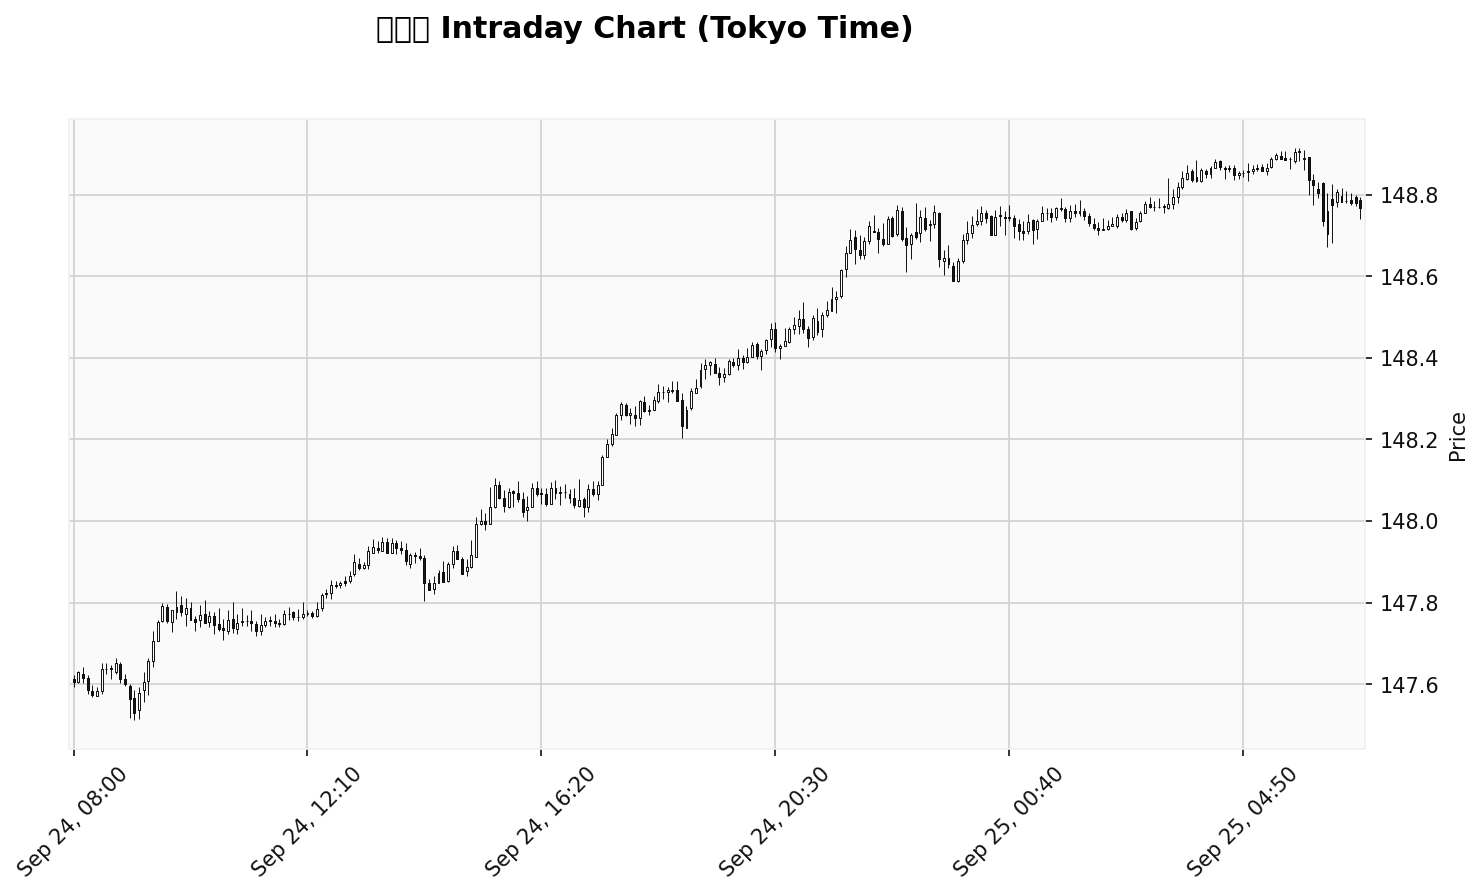 Intraday Chart (Tokyo Time)
148.8
148.6
148.4
148.2
148.0
147.8
147.6
Price
Sep 24, 08:00
Sep 24, 12:10
Sep 24, 16:20
Sep 24, 20:30
Sep 25, 00:40
Sep 25, 04:50